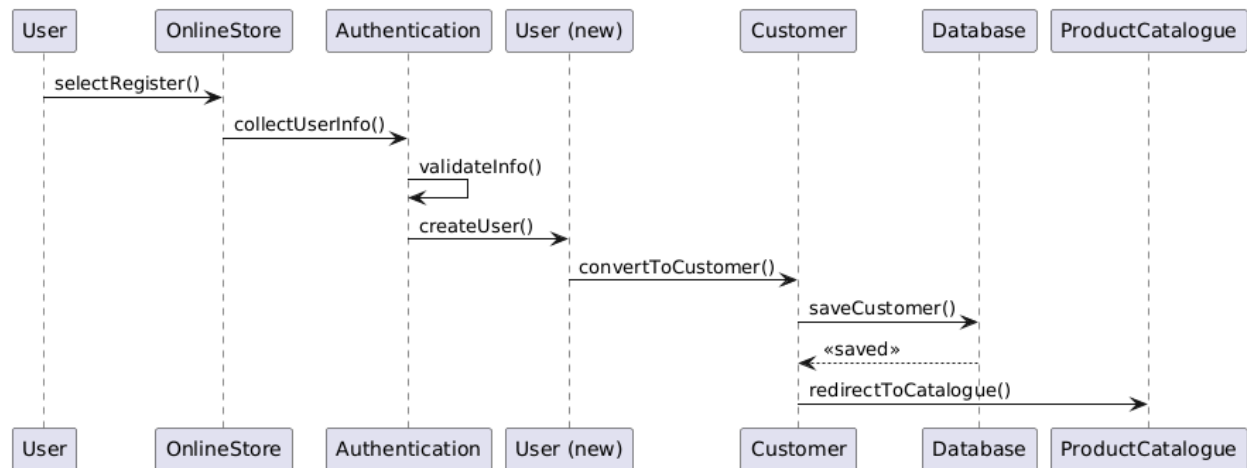 User OnlineStore Authentication User (new) Customer Database ProductCatalogue
selectRegister()
collectUserInfo()
validateInfo()
createUser()
convertToCustomer()
saveCustomer()
«saved»
redirectToCatalogue()
User OnlineStore Authentication User (new) Customer Database ProductCatalogue